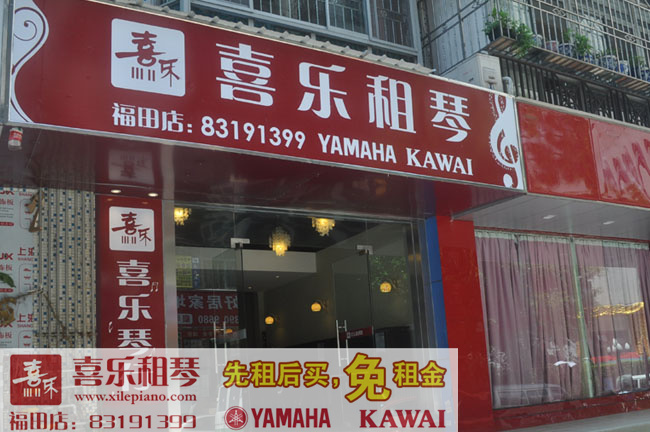 喜乐 喜乐租琴
福田店：83191399 YAMAHA KAWAI
喜乐
喜乐琴
喜乐 喜乐租琴
www.xilepiano.com
福田店：83191399
先租后买，免租金
YAMAHA KAWAI